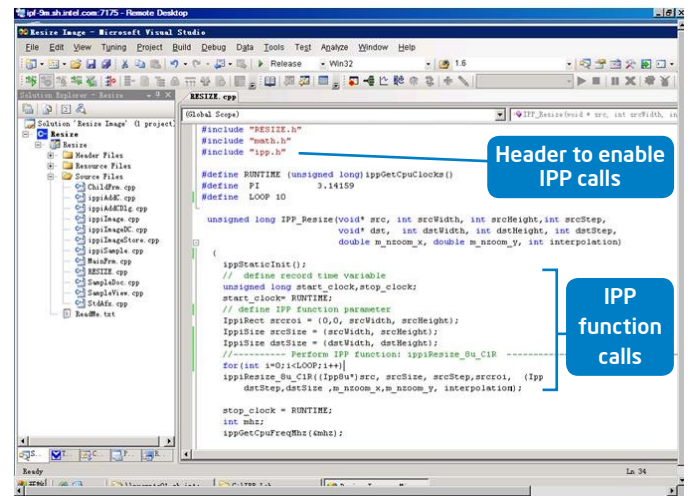 ipf-9m.sh.intel.com:7175 - Remote Desktop
Resize Image - Microsoft Visual Studio
File Edit View Tuning Project Build Debug Data Tools Test Analyze Window Help
Release Win32 1.6
Solution Explorer - Resize
RESIZE.cpp
(Global Scope)
IPP_Resize(void * src, int srcWidth, in
Solution 'Resize Image' (1 project)
Resize
Resize
Header Files
Resource Files
Source Files
ChildFrm.cpp
ippiAddC.cpp
ippiAddCDlg.cpp
ippiImage.cpp
ippiImageDC.cpp
ippiImageStore.cpp
ippiSample.cpp
MainFrm.cpp
RESIZE.cpp
SampleDoc.cpp
SampleView.cpp
StdAfx.cpp
ReadMe.txt
#include "RESIZE.h"
#include "math.h"
#include "ipp.h"
Header to enable
IPP calls
#define RUNTIME (unsigned long)ippGetCpuClocks()
#define PI 3.14159
#define LOOP 10
unsigned long IPP_Resize(void* src, int srcWidth, int srcHeight,int srcStep,
void* dst, int dstWidth, int dstHeight, int dstStep,
double m_nzoom_x, double m_nzoom_y, int interpolation)
{
ippStaticInit();
// define record time variable
unsigned long start_clock,stop_clock;
start_clock= RUNTIME;
// define IPP function parameter
IppiRect srcroi = {0,0, srcWidth, srcHeight};
IppiSize srcSize = {srcWidth, srcHeight};
IppiSize dstSize = {dstWidth, dstHeight};
//---------- Perform IPP function: ippiResize_8u_C1R ----------
for(int i=0;i<LOOP;i++)
ippiResize_8u_C1R((Ipp8u*)src, srcSize, srcStep,srcroi, (Ipp
dstStep,dstSize ,m_nzoom_x,m_nzoom_y, interpolation);
IPP
function
calls
stop_clock = RUNTIME;
int mhz;
ippGetCpuFreqMhz(&mhz);
Ready
Ln 34